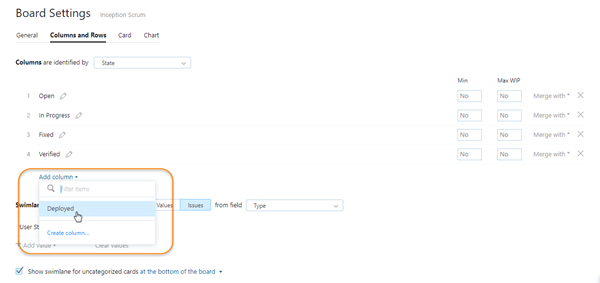 Board Settings Inception Scrum
General Columns and Rows Card Chart
Columns are identified by State
Min Max WIP
1 Open No No Merge with
2 In Progress No No Merge with
3 Fixed No No Merge with
4 Verified No No Merge with
Add column
Filter items
Swimlane Values Issues from field Type
Deployed
User St
Create column...
Add value Clear values
Show swimlane for uncategorized cards at the bottom of the board